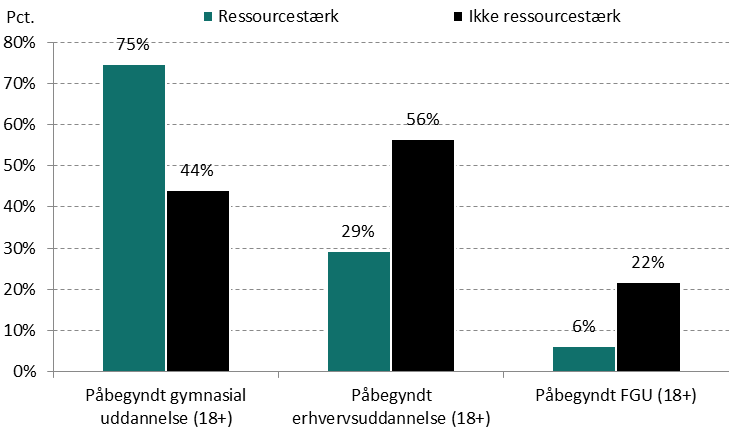 Pct.
Ressourcestærk
Ikke ressourcestærk
80%
70%
60%
50%
40%
30%
20%
10%
0%
75%
44%
29%
56%
6%
22%
Påbegyndt gymnasial
uddannelse (18+)
Påbegyndt
erhvervsuddannelse (18+)
Påbegyndt FGU (18+)